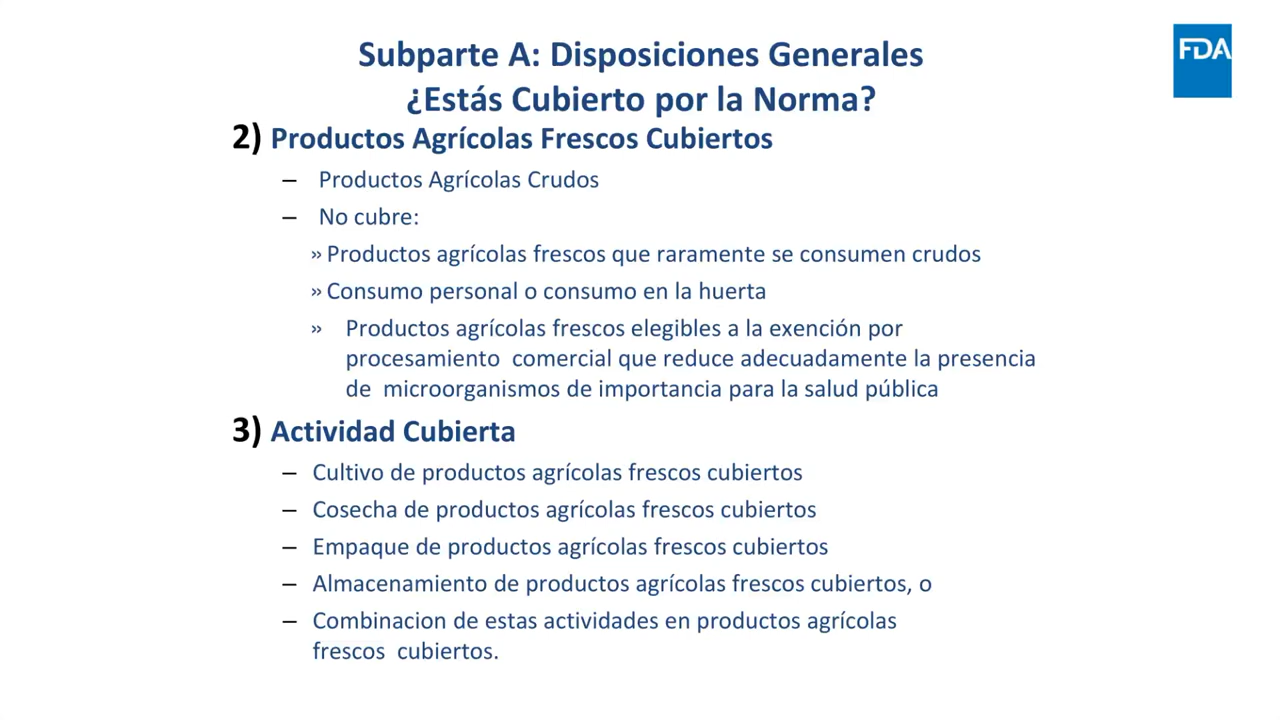 Subparte A: Disposiciones Generales
¿Estás Cubierto por la Norma?
FDA
2) Productos Agrícolas Frescos Cubiertos
– Productos Agrícolas Crudos
– No cubre:
» Productos agrícolas frescos que raramente se consumen crudos
» Consumo personal o consumo en la huerta
» Productos agrícolas frescos elegibles a la exención por
procesamiento comercial que reduce adecuadamente la presencia
de microorganismos de importancia para la salud pública
3) Actividad Cubierta
– Cultivo de productos agrícolas frescos cubiertos
– Cosecha de productos agrícolas frescos cubiertos
– Empaque de productos agrícolas frescos cubiertos
– Almacenamiento de productos agrícolas frescos cubiertos, o
– Combinacion de estas actividades en productos agrícolas
frescos cubiertos.